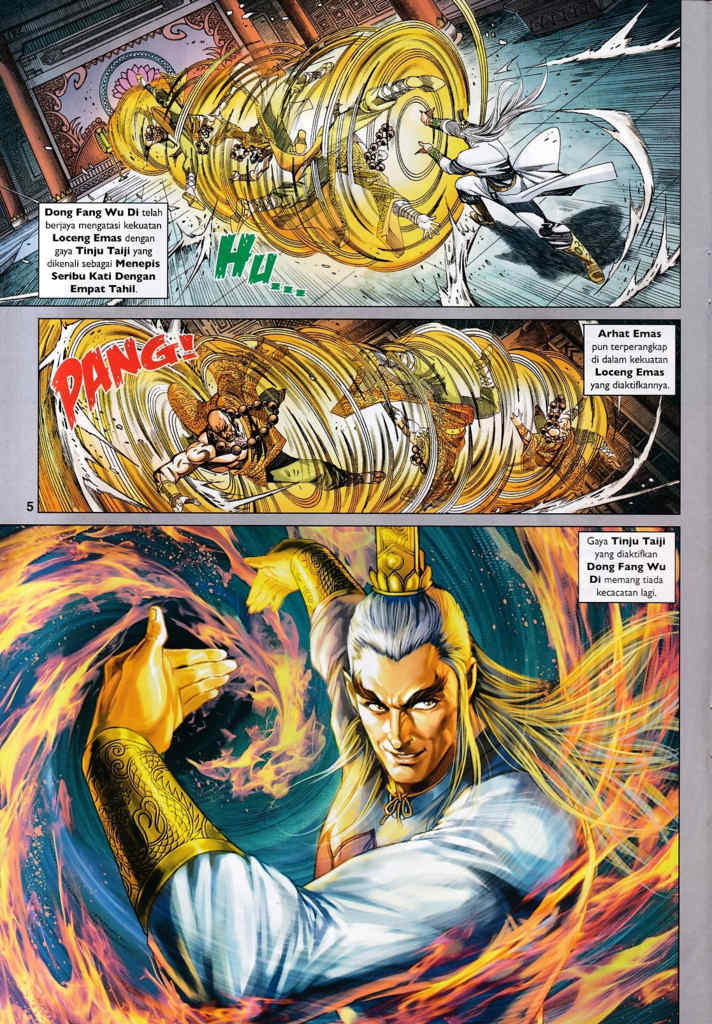 Dong Fang Wu Di telah
berjaya mengatasi kekuatan
Loceng Emas dengan
gaya Tinju Taiji yang
dikenali sebagai Menepis
Seribu Kati Dengan
Empat Tahil.
Hu...
DANG!
Arhat Emas
pun terperangkap
di dalam kekuatan
Loceng Emas
yang diaktifkannya.
5
Gaya Tinju Taiji
yang diaktifkan
Dong Fang Wu
Di memang tiada
kecacatan lagi.